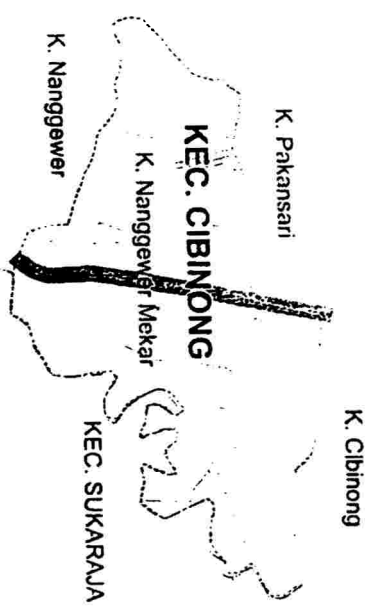 K. Cibinong
K. Pakansari
KEC. CIBINONG
K. Nanggewer Mekar
K. Nanggewer
KEC. SUKARAJA